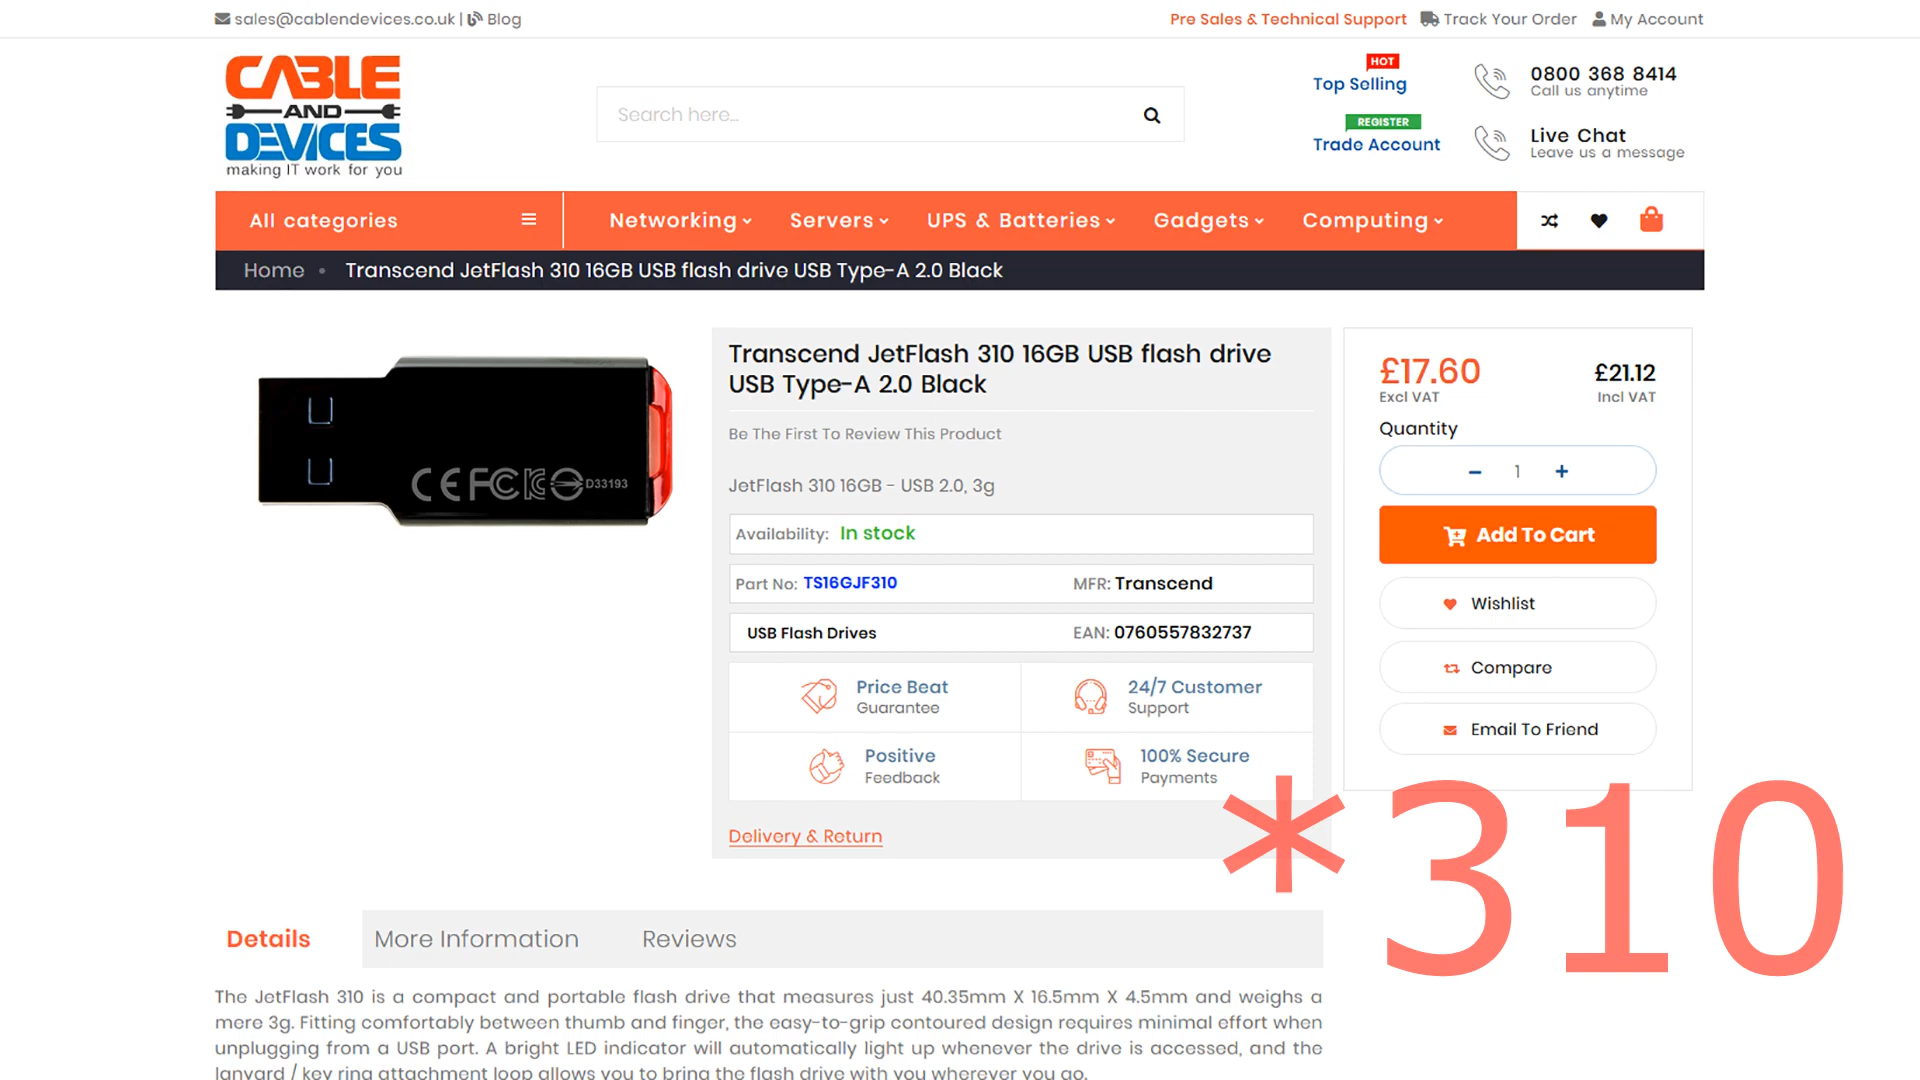 sales@cablendevices.co.uk | Blog
Pre Sales & Technical Support Track Your Order My Account
CABLE
AND
DEVICES
making IT work for you
Search here...
HOT
Top Selling
REGISTER
Trade Account
0800 368 8414
Call us anytime
Live Chat
Leave us a message
All categories
Networking Servers UPS & Batteries Gadgets Computing
Home • Transcend JetFlash 310 16GB USB flash drive USB Type-A 2.0 Black
CE FC D33193
Transcend JetFlash 310 16GB USB flash drive
USB Type-A 2.0 Black
Be The First To Review This Product
JetFlash 310 16GB - USB 2.0, 3g
Availability: In stock
Part No: TS16GJF310 MFR: Transcend
USB Flash Drives EAN: 0760557832737
Price Beat
Guarantee
24/7 Customer
Support
Positive
Feedback
100% Secure
Payments
Delivery & Return
£17.60
Excl VAT
£21.12
Incl VAT
Quantity
- 1 +
Add To Cart
Wishlist
Compare
Email To Friend
*310
Details
More Information
Reviews
The JetFlash 310 is a compact and portable flash drive that measures just 40.35mm X 16.5mm X 4.5mm and weighs a
mere 3g. Fitting comfortably between thumb and finger, the easy-to-grip contoured design requires minimal effort when
unplugging from a USB port. A bright LED indicator will automatically light up whenever the drive is accessed, and the
lanyard / key ring attachment loop allows you to bring the flash drive with you wherever you go.